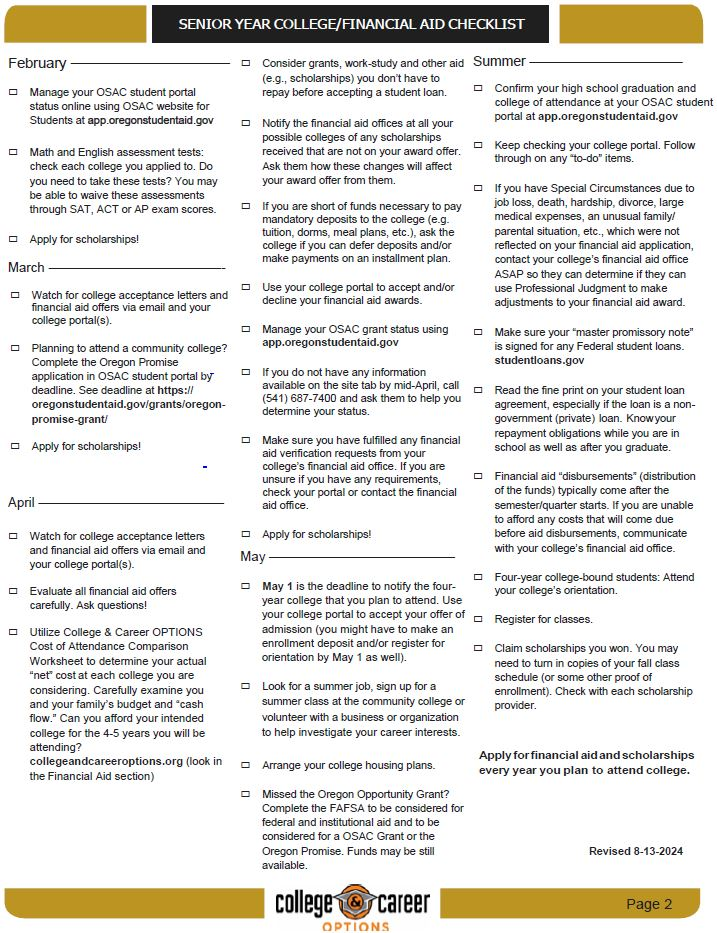 SENIOR YEAR COLLEGE/FINANCIAL AID CHECKLIST
February
Manage your OSAC student portal
status online using OSAC website for
Students at app.oregonstudentaid.gov
Math and English assessment tests:
check each college you applied to. Do
you need to take these tests? You may
be able to waive these assessments
through SAT, ACT or AP exam scores.
Apply for scholarships!
March
Watch for college acceptance letters and
financial aid offers via email and your
college portal(s).
Planning to attend a community college?
Complete the Oregon Promise
application in OSAC student portal by
deadline. See deadline at https://
oregonstudentaid.gov/grants/oregon-
promise-grant/
Apply for scholarships!
April
Watch for college acceptance letters
and financial aid offers via email and
your college portal(s).
Evaluate all financial aid offers
carefully. Ask questions!
Utilize College & Career OPTIONS
Cost of Attendance Comparison
Worksheet to determine your actual
“net” cost at each college you are
considering. Carefully examine you
and your family’s budget and “cash
flow.” Can you afford your intended
college for the 4-5 years you will be
attending?
collegeandcareeroptions.org (look in
the Financial Aid section)
Consider grants, work-study and other aid
(e.g., scholarships) you don’t have to
repay before accepting a student loan.
Notify the financial aid offices at all your
possible colleges of any scholarships
received that are not on your award offer.
Ask them how these changes will affect
your award offer from them.
If you are short of funds necessary to pay
mandatory deposits to the college (e.g.
tuition, dorms, meal plans, etc.), ask the
college if you can defer deposits and/or
make payments on an installment plan.
Use your college portal to accept and/or
decline your financial aid awards.
Manage your OSAC grant status using
app.oregonstudentaid.gov
If you do not have any information
available on the site tab by mid-April, call
(541) 687-7400 and ask them to help you
determine your status.
Make sure you have fulfilled any financial
aid verification requests from your
college’s financial aid office. If you are
unsure if you have any requirements,
check your portal or contact the financial
aid office.
Apply for scholarships!
May
May 1 is the deadline to notify the four-
year college that you plan to attend. Use
your college portal to accept your offer of
admission (you might have to make an
enrollment deposit and/or register for
orientation by May 1 as well).
Look for a summer job, sign up for a
summer class at the community college or
volunteer with a business or organization
to help investigate your career interests.
Arrange your college housing plans.
Missed the Oregon Opportunity Grant?
Complete the FAFSA to be considered for
federal and institutional aid and to be
considered for a OSAC Grant or the
Oregon Promise. Funds may be still
available.
Summer
Confirm your high school graduation and
college of attendance at your OSAC student
portal at app.oregonstudentaid.gov
Keep checking your college portal. Follow
through on any “to-do” items.
If you have Special Circumstances due to
job loss, death, hardship, divorce, large
medical expenses, an unusual family/
parental situation, etc., which were not
reflected on your financial aid application,
contact your college’s financial aid office
ASAP so they can determine if they can
use Professional Judgment to make
adjustments to your financial aid award.
Make sure your “master promissory note”
is signed for any Federal student loans.
studentloans.gov
Read the fine print on your student loan
agreement, especially if the loan is a non-
government (private) loan. Know your
repayment obligations while you are in
school as well as after you graduate.
Financial aid “disbursements” (distribution
of the funds) typically come after the
semester/quarter starts. If you are unable
to afford any costs that will come due
before aid disbursements, communicate
with your college’s financial aid office.
Four-year college-bound students: Attend
your college’s orientation.
Register for classes.
Claim scholarships you won. You may
need to turn in copies of your fall class
schedule (or some other proof of
enrollment). Check with each scholarship
provider.
Apply for financial aid and scholarships
every year you plan to attend college.
Revised 8-13-2024
college & career
OPTIONS
Page 2